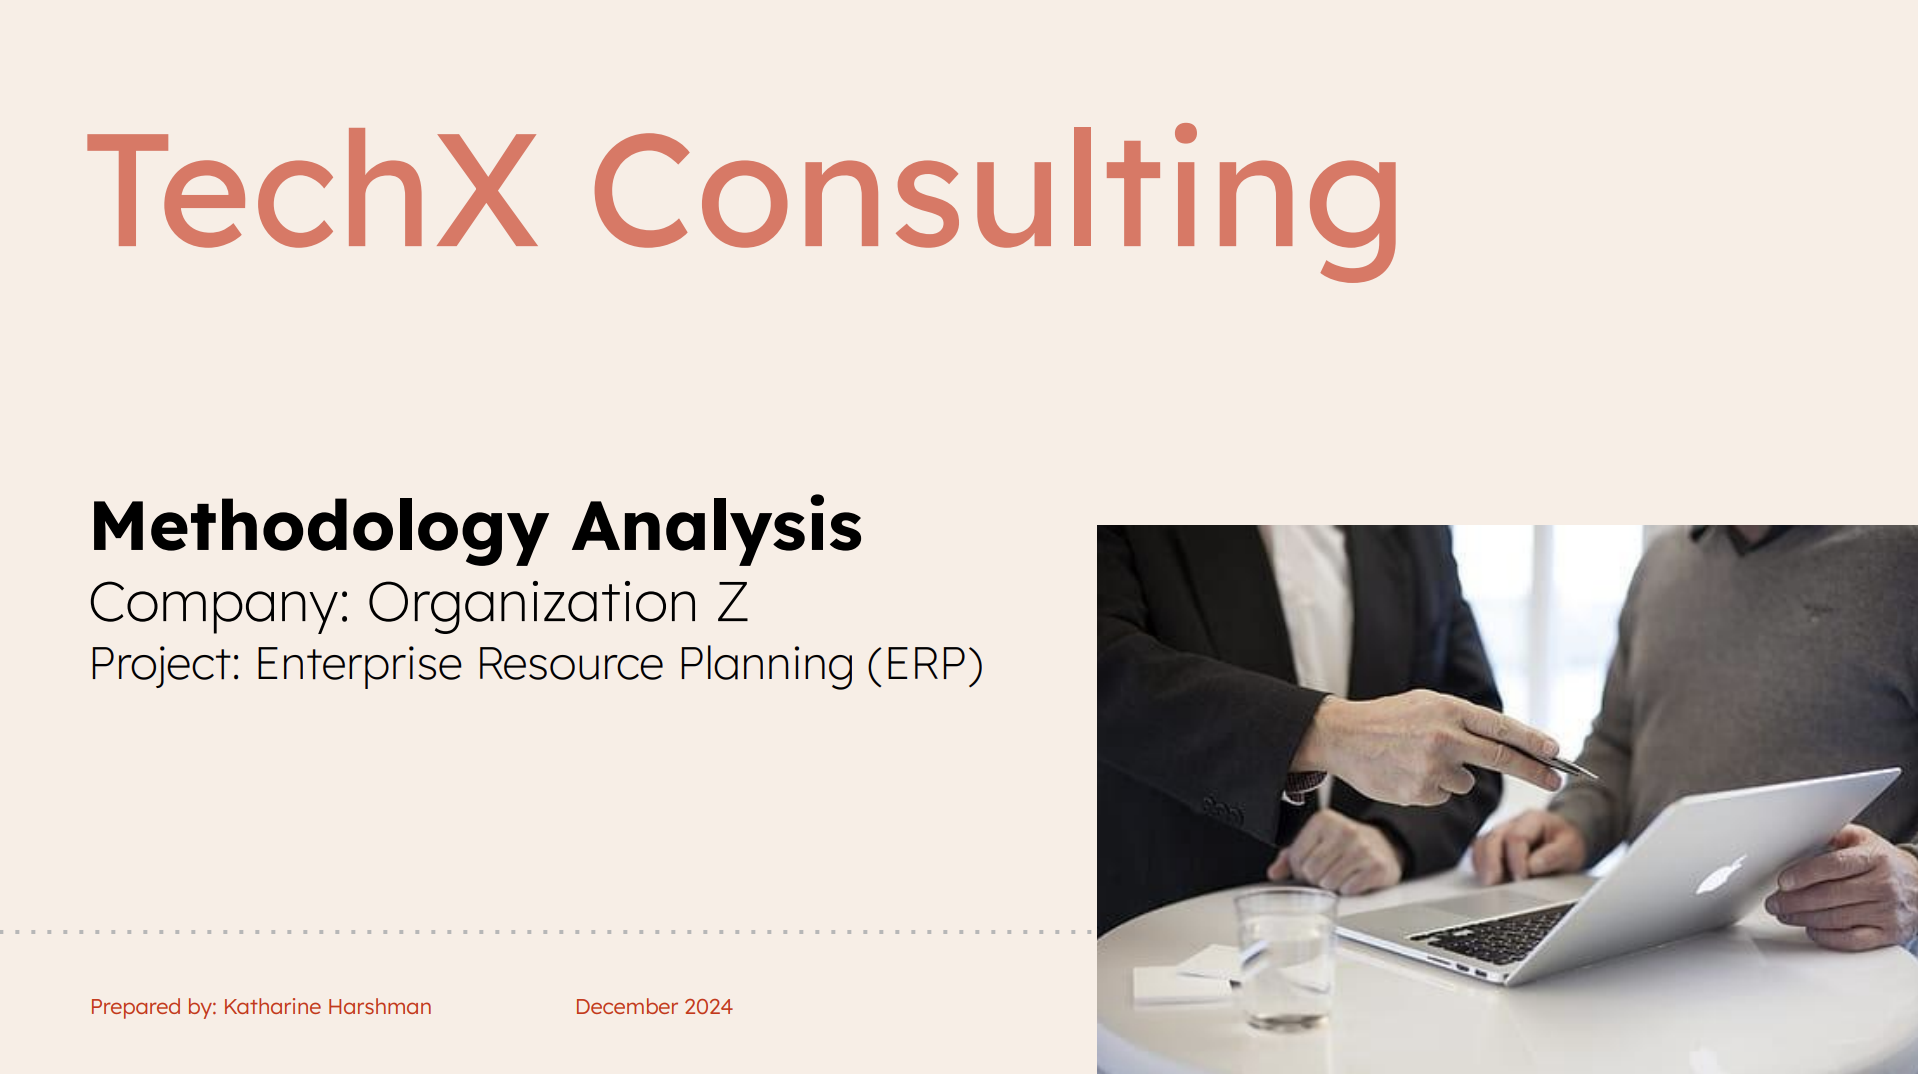 TechX Consulting
Methodology Analysis
Company: Organization Z
Project: Enterprise Resource Planning (ERP)
Prepared by: Katharine Harshman
December 2024